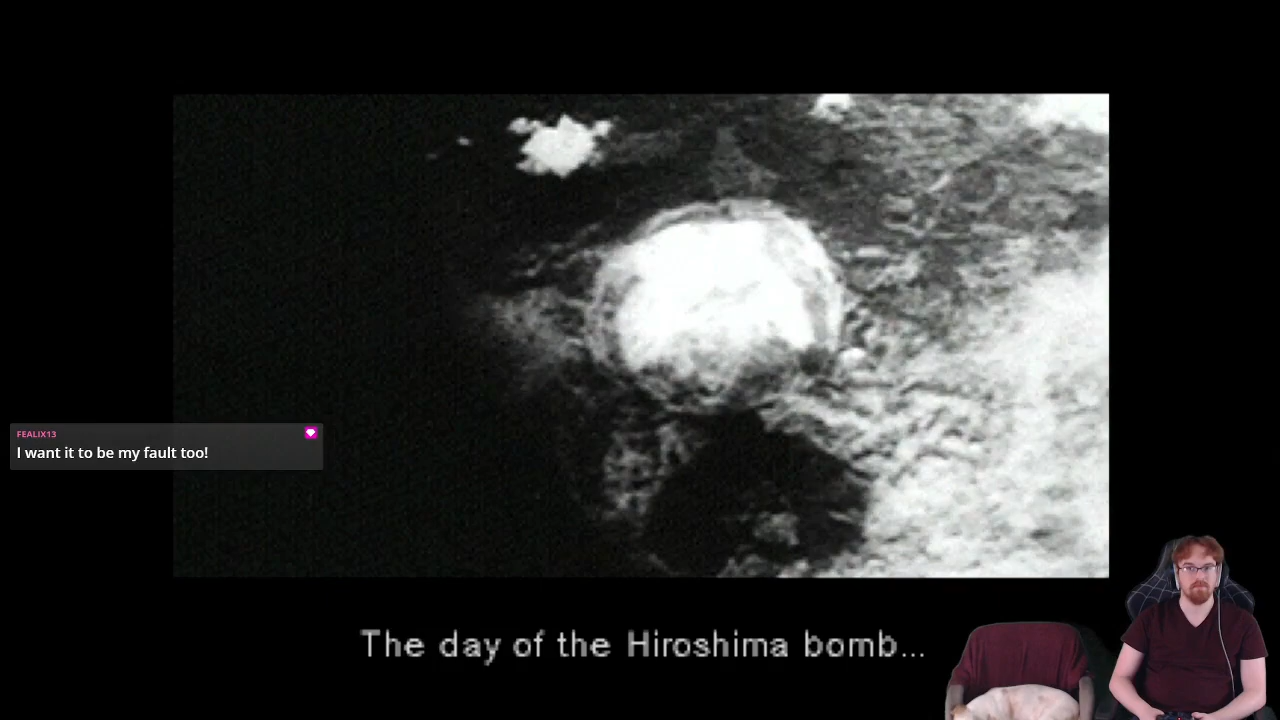 FEALIX13
I want it to be my fault too!
The day of the Hiroshima bomb...